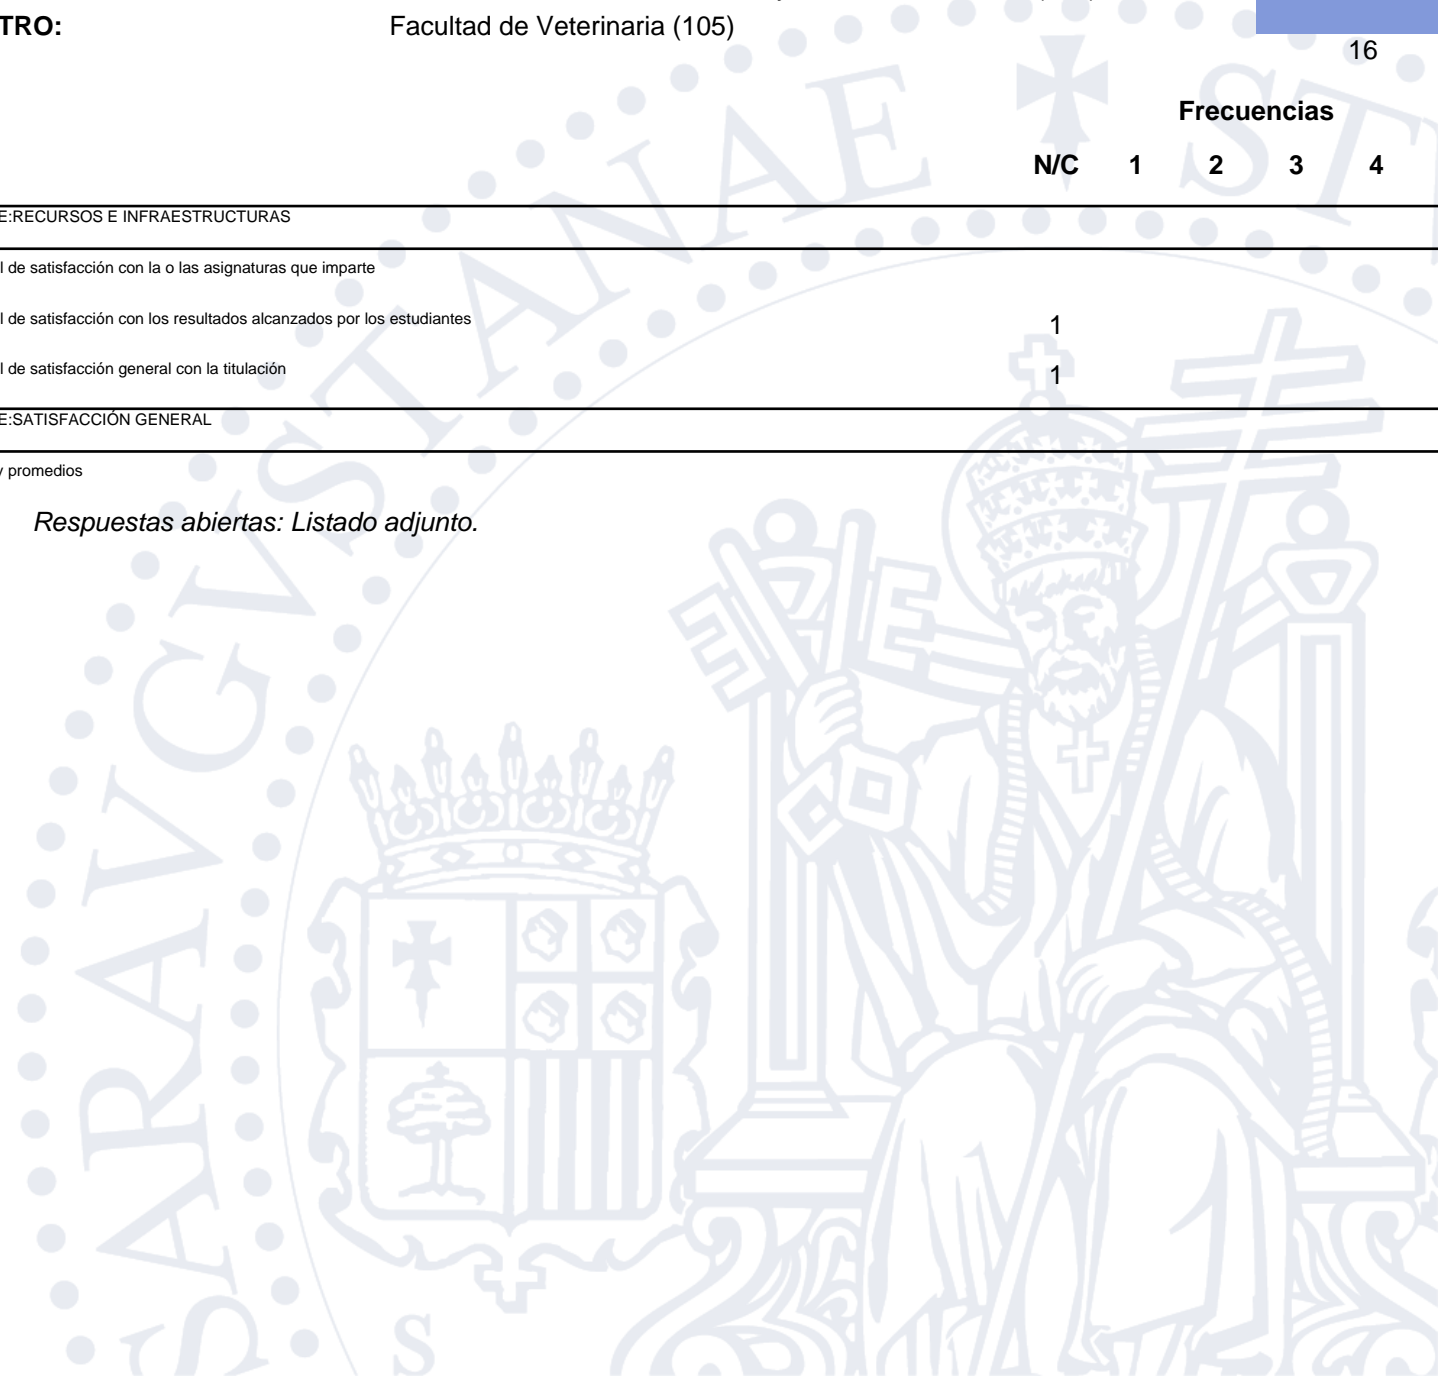 TRO: Facultad de Veterinaria (105)
16
Frecuencias
N/C 1 2 3 4
E:RECURSOS E INFRAESTRUCTURAS
l de satisfacción con la o las asignaturas que imparte
l de satisfacción con los resultados alcanzados por los estudiantes 1
l de satisfacción general con la titulación 1
E:SATISFACCIÓN GENERAL
y promedios
Respuestas abiertas: Listado adjunto.
SARAVGVSTANAE ST
S